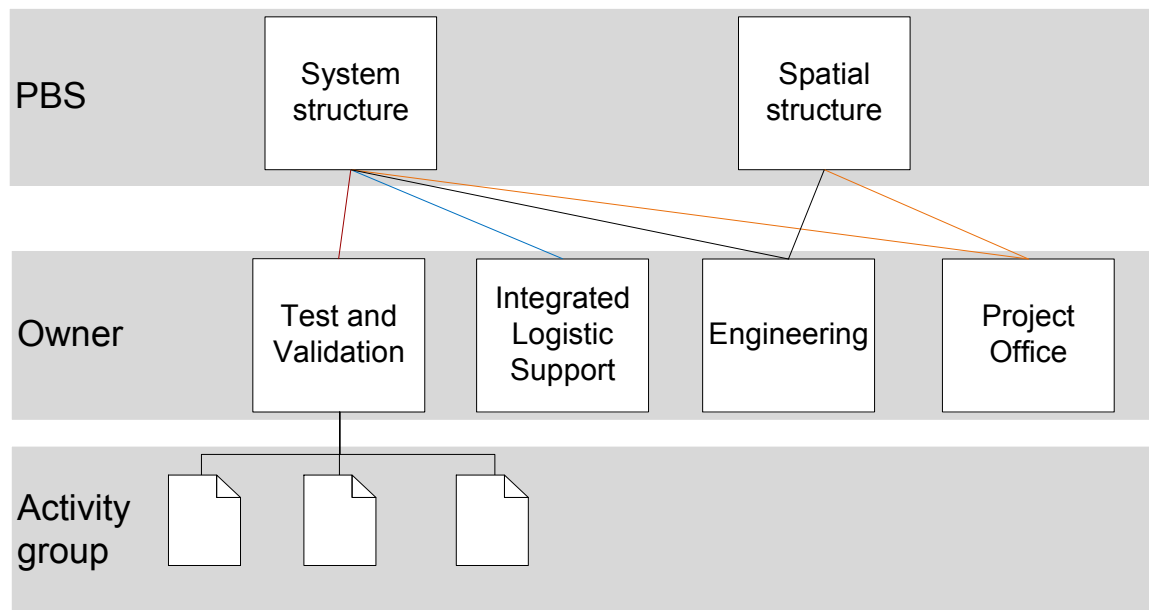 PBS
System
structure
Spatial
structure
Owner
Test and
Validation
Integrated
Logistic
Support
Engineering
Project
Office
Activity
group